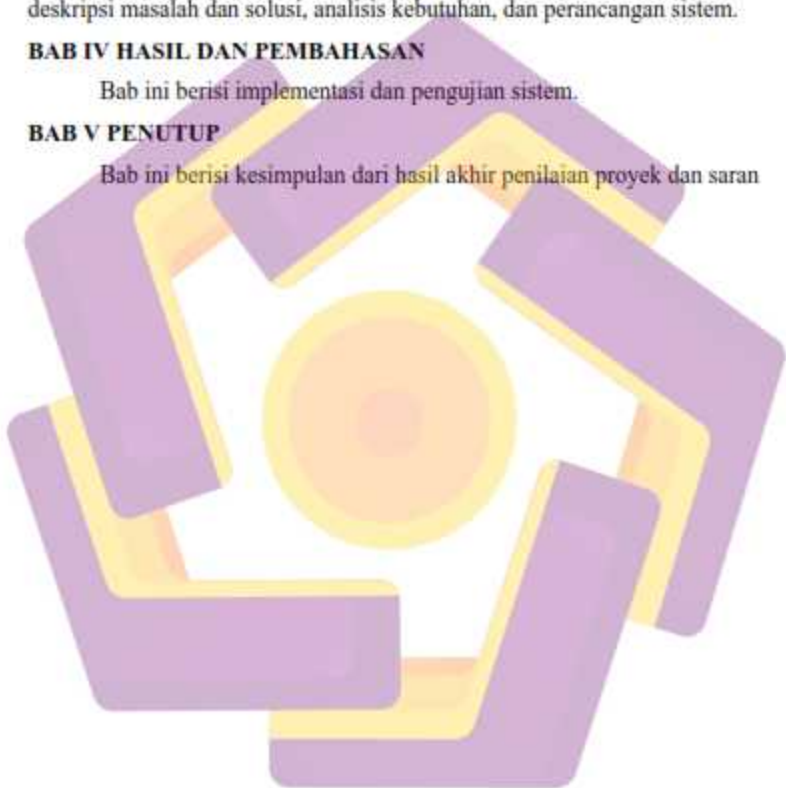 deskripsi masalah dan solusi, analisis kebutuhan, dan perancangan sistem.
BAB IV HASIL DAN PEMBAHASAN
Bab ini berisi implementasi dan pengujian sistem.
BAB V PENUTUP
Bab ini berisi kesimpulan dari hasil akhir penilaian proyek dan saran